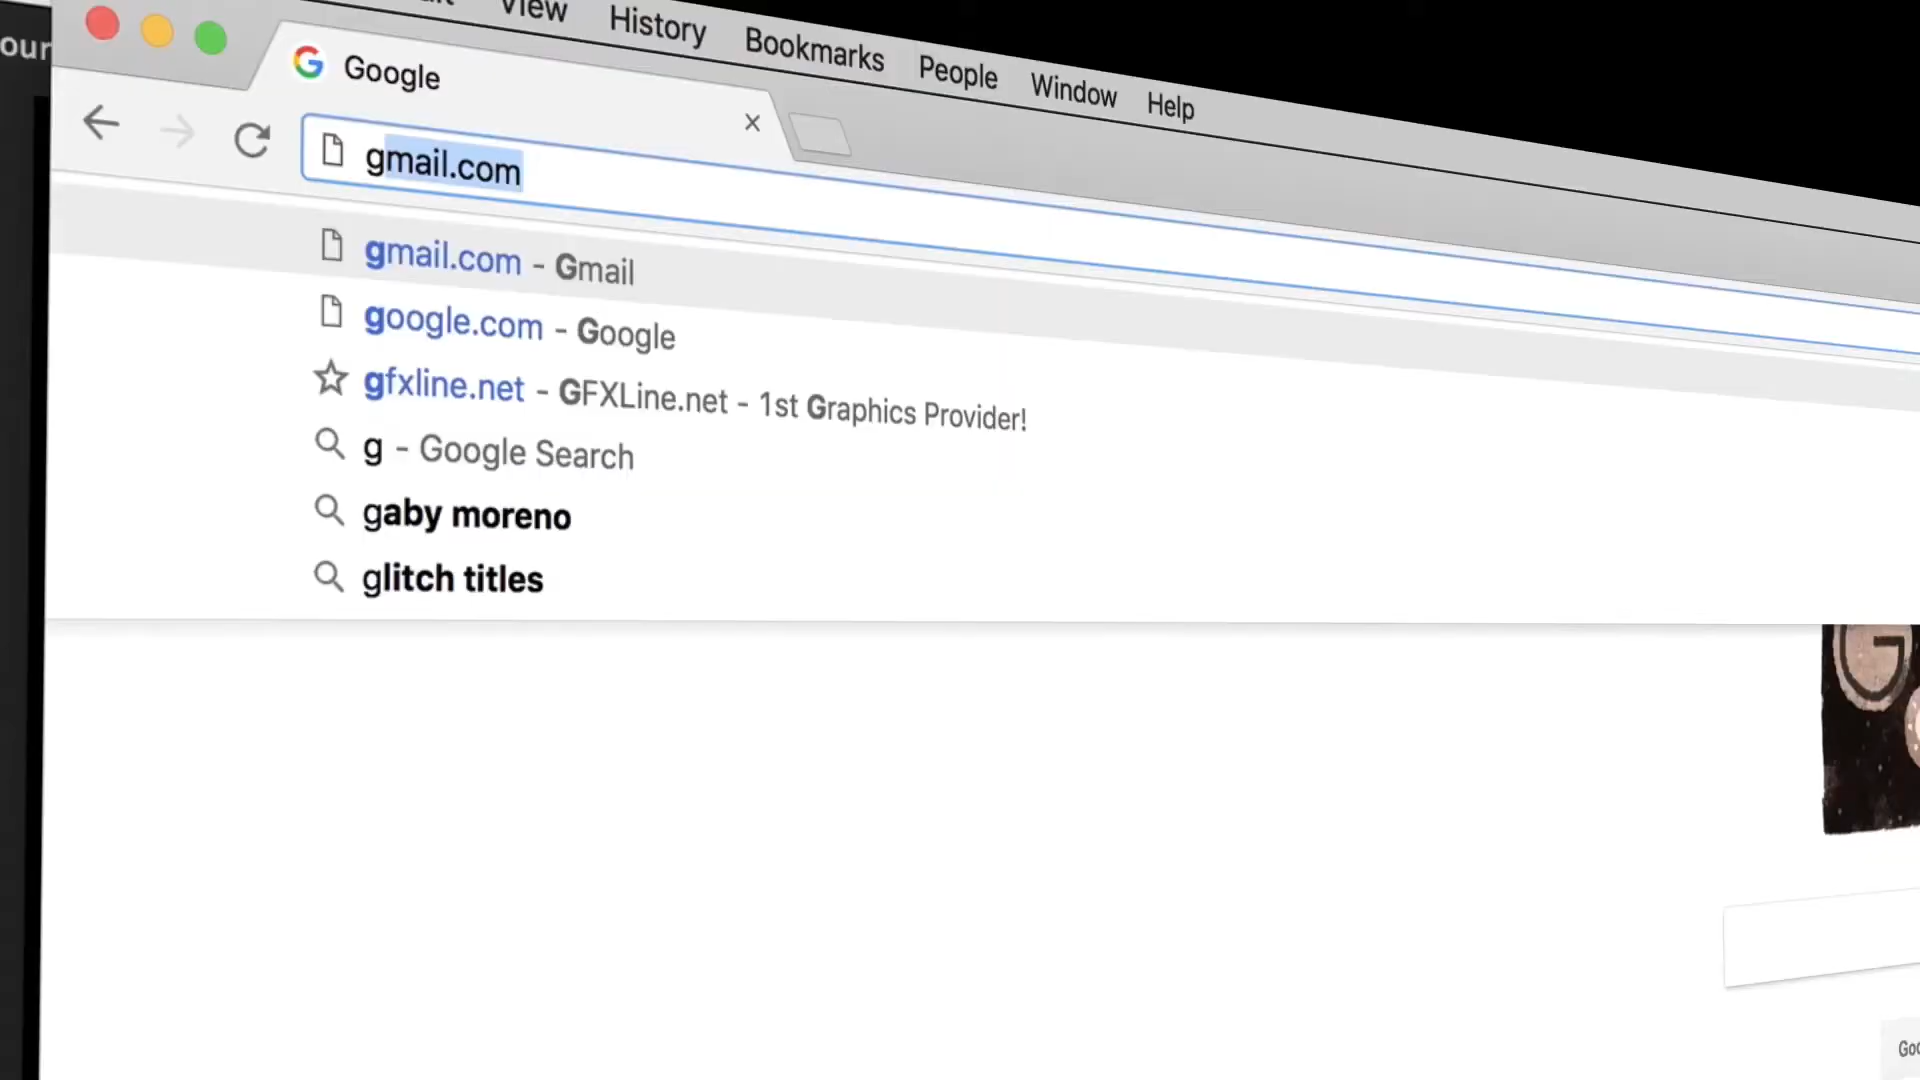 our
View
History
Bookmarks
People
Window
Help
Google
gmail.com
gmail.com - Gmail
google.com - Google
gfxline.net - GFXLine.net - 1st Graphics Provider!
g - Google Search
gaby moreno
glitch titles
G